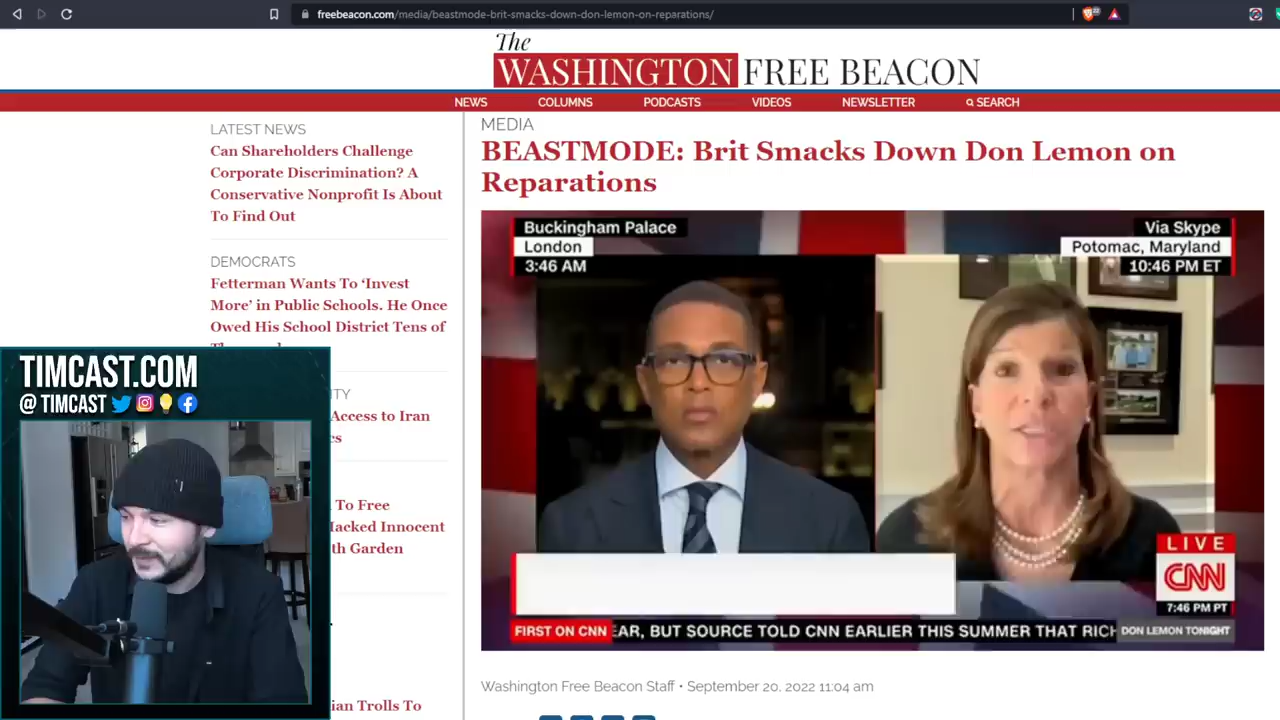 freebeacon.com/media/beastmode-brit-smacks-down-don-lemon-on-reparations/
The
WASHINGTON FREE BEACON
NEWS COLUMNS PODCASTS VIDEOS NEWSLETTER SEARCH
LATEST NEWS
Can Shareholders Challenge
Corporate Discrimination? A
Conservative Nonprofit Is About
To Find Out
DEMOCRATS
Fetterman Wants To ‘Invest
More’ in Public Schools. He Once
Owed His School District Tens of
Access to Iran
To Free
Innocent
Garden
Trolls To
TIMCAST.COM
@ TIMCAST
MEDIA
BEASTMODE: Brit Smacks Down Don Lemon on
Reparations
Buckingham Palace
London
3:46 AM
Via Skype
Potomac, Maryland
10:46 PM ET
LIVE
CNN
7:46 PM PT
FIRST ON CNN
EAR, BUT SOURCE TOLD CNN EARLIER THIS SUMMER THAT RICH
DON LEMON TONIGHT
Washington Free Beacon Staff • September 20, 2022 11:04 am